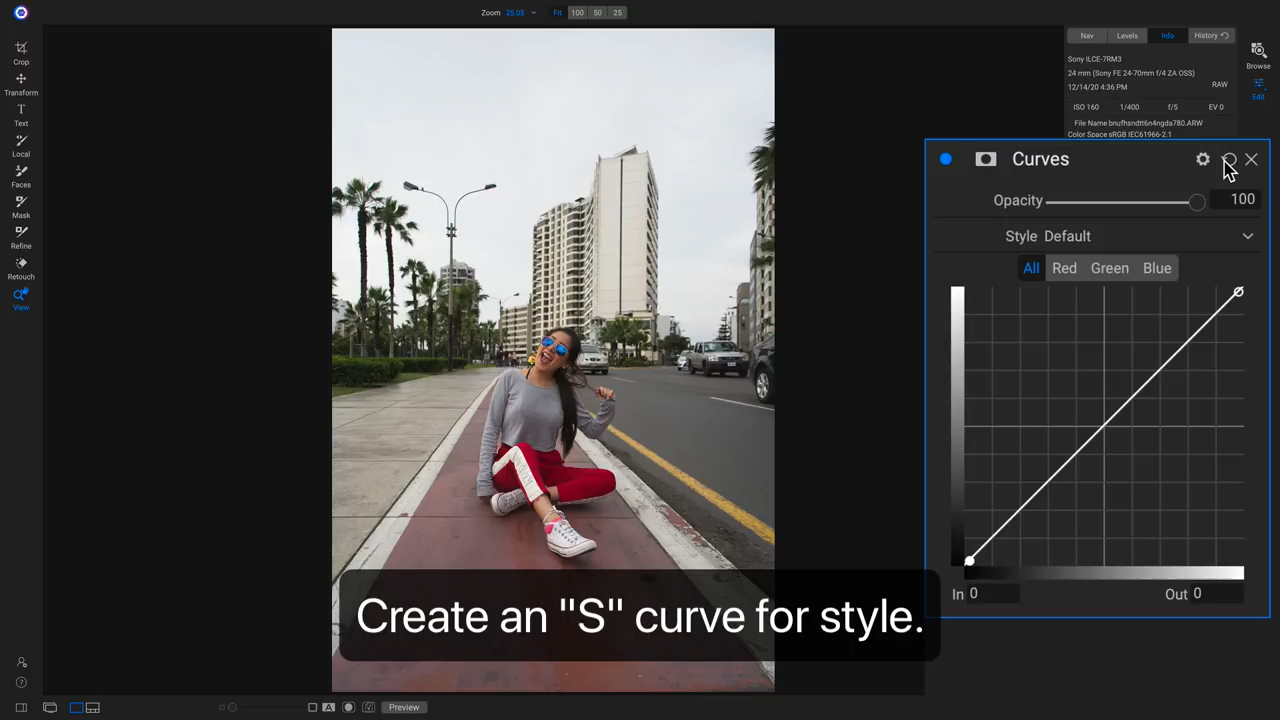 Zoom 25.05 Fit 100 50 25
Crop
Transform
Text
Local
Faces
Mask
Refine
Retouch
View
Nav Levels Info History
Sony ILCE-7RM3
24 mm (Sony FE 24-70mm f/4 ZA OSS)
12/14/20 4:36 PM RAW
ISO 160 1/400 f/5 EV 0
File Name bnufhsndtt6n4ngda780.ARW
Color Space sRGB IEC61966-2.1
Browse
Edit
Curves
Opacity 100
Style Default
All Red Green Blue
In 0 Out 0
Create an "S" curve for style.
A Preview